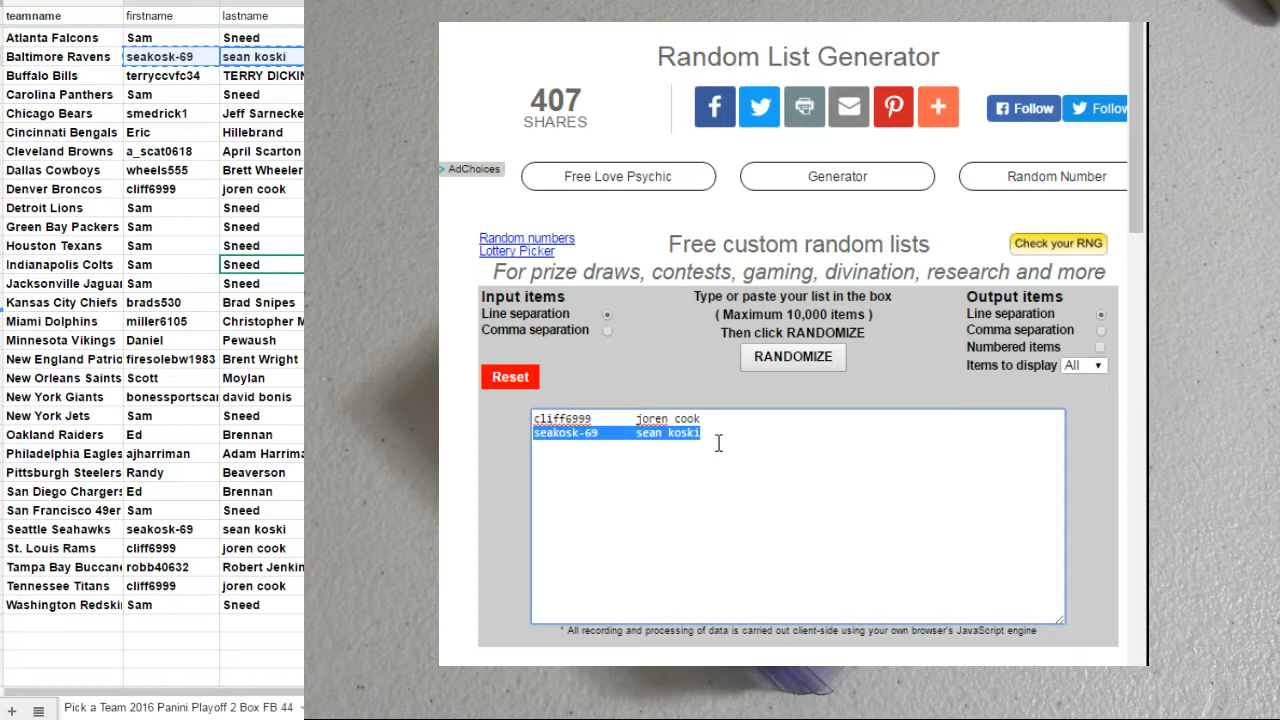 teamname firstname lastname
Atlanta Falcons Sam Sneed
Baltimore Ravens seakosk-69 sean koski
Buffalo Bills terryccvfc34 TERRY DICKIN
Carolina Panthers Sam Sneed
Chicago Bears smedrick1 Jeff Sarnecke
Cincinnati Bengals Eric Hillebrand
Cleveland Browns a_scat0618 April Scarton
Dallas Cowboys wheels555 Brett Wheeler
Denver Broncos cliff6999 joren cook
Detroit Lions Sam Sneed
Green Bay Packers Sam Sneed
Houston Texans Sam Sneed
Indianapolis Colts Sam Sneed
Jacksonville Jaguar Sam Sneed
Kansas City Chiefs brads530 Brad Snipes
Miami Dolphins miller6105 Christopher M
Minnesota Vikings Daniel Pewaush
New England Patrio firesolebw1983 Brent Wright
New Orleans Saints Scott Moylan
New York Giants bonessportscar david bonis
New York Jets Sam Sneed
Oakland Raiders Ed Brennan
Philadelphia Eagles ajharriman Adam Harrima
Pittsburgh Steelers Randy Beaverson
San Diego Chargers Ed Brennan
San Francisco 49er Sam Sneed
Seattle Seahawks seakosk-69 sean koski
St. Louis Rams cliff6999 joren cook
Tampa Bay Buccane robb40632 Robert Jenkin
Tennessee Titans cliff6999 joren cook
Washington Redski Sam Sneed
Pick a Team 2016 Panini Playoff 2 Box FB 44
Random List Generator
407
SHARES
Follow
Follow
AdChoices
Free Love Psychic
Generator
Random Number
Random numbers
Lottery Picker
Free custom random lists
Check your RNG
For prize draws, contests, gaming, divination, research and more
Input items
Line separation
Comma separation
Reset
Type or paste your list in the box
( Maximum 10,000 items )
Then click RANDOMIZE
RANDOMIZE
Output items
Line separation
Comma separation
Numbered items
Items to display All
cliff6999 joren cook
seakosk-69 sean koski
* All recording and processing of data is carried out client-side using your own browser's JavaScript engine